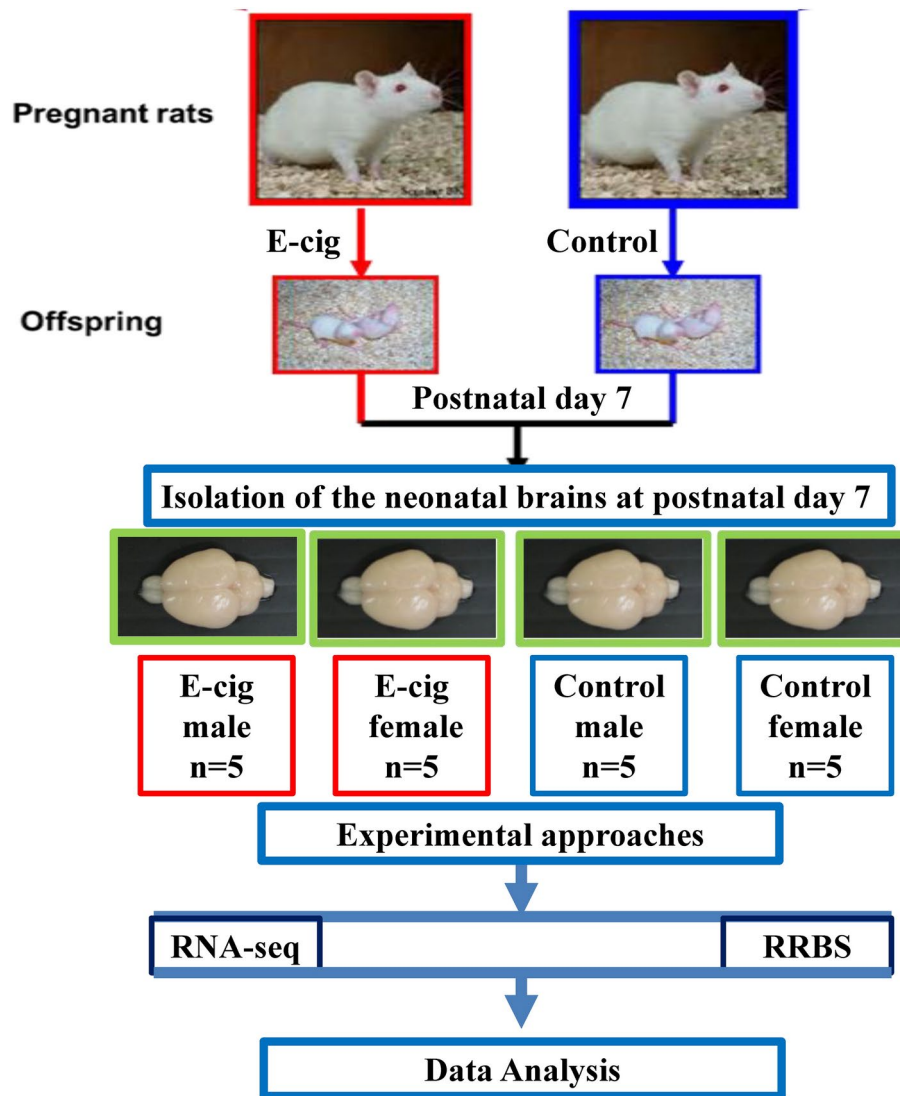 Pregnant rats
E-cig
Control
Offspring
Postnatal day 7
Isolation of the neonatal brains at postnatal day 7
E-cig
male
n=5
E-cig
female
n=5
Control
male
n=5
Control
female
n=5
Experimental approaches
RNA-seq
RRBS
Data Analysis